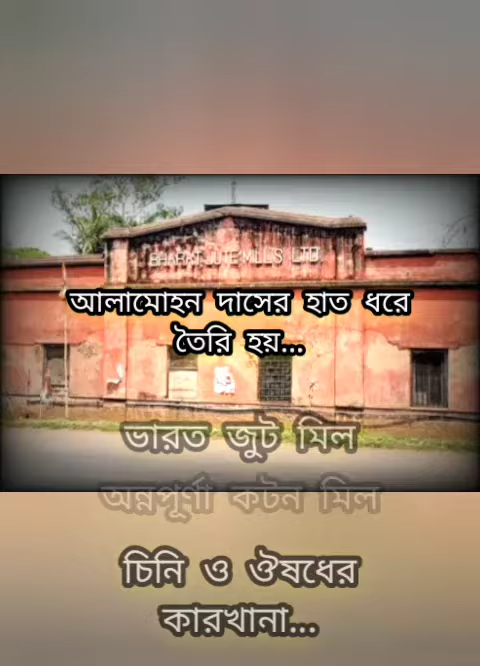 BHARAT JUTE MILLS LTD.
আলামোহন দাসের হাত ধরে
তৈরি হয়...
ভারত জুট মিল
অন্নপূর্ণা কটন মিল
চিনি ও ঔষধের
কারখানা...